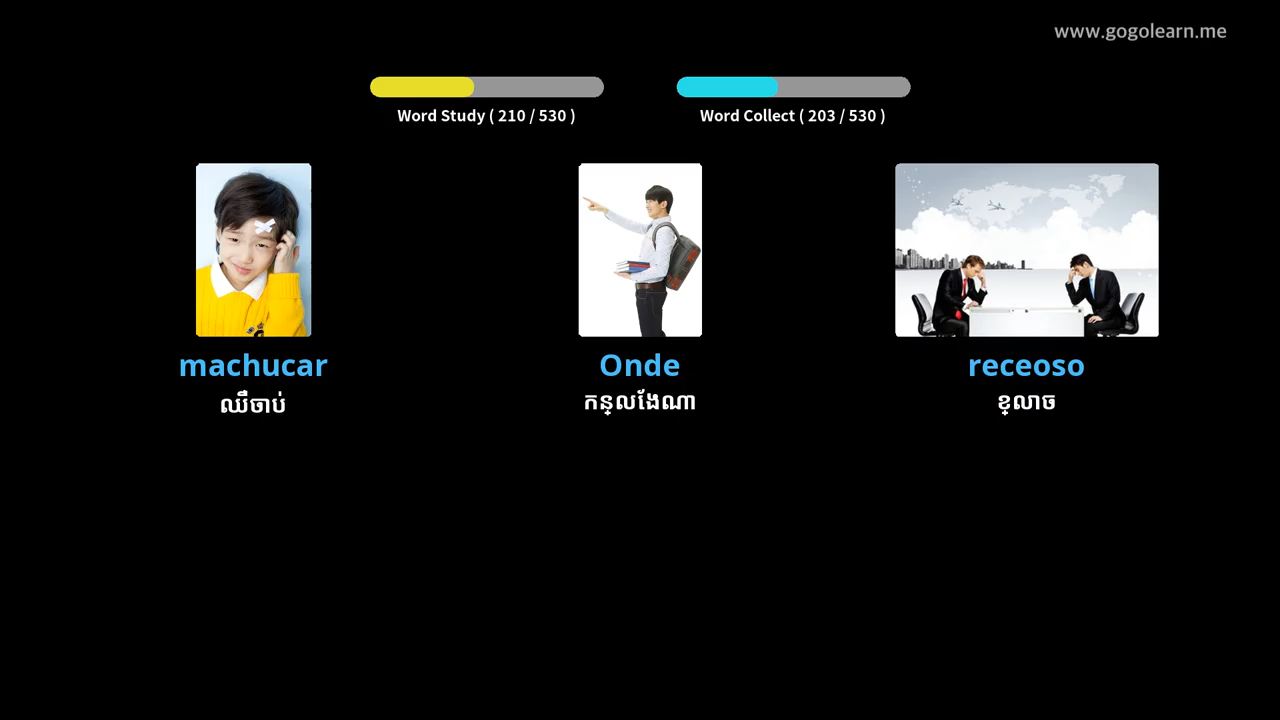 www.gogolearn.me
Word Study ( 210 / 530 )
Word Collect ( 203 / 530 )
machucar
Onde
receoso
ឈឺចាប់
កន្លែងណា
ខ្លាច